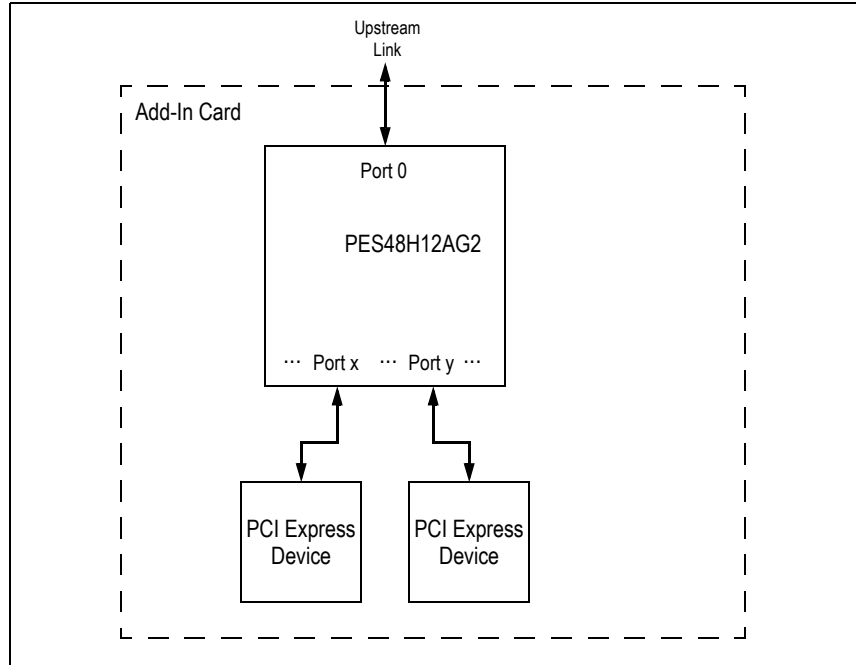 Upstream
Link
Add-In Card
Port 0
PES48H12AG2
··· Port x ··· Port y ···
PCI Express
Device
PCI Express
Device